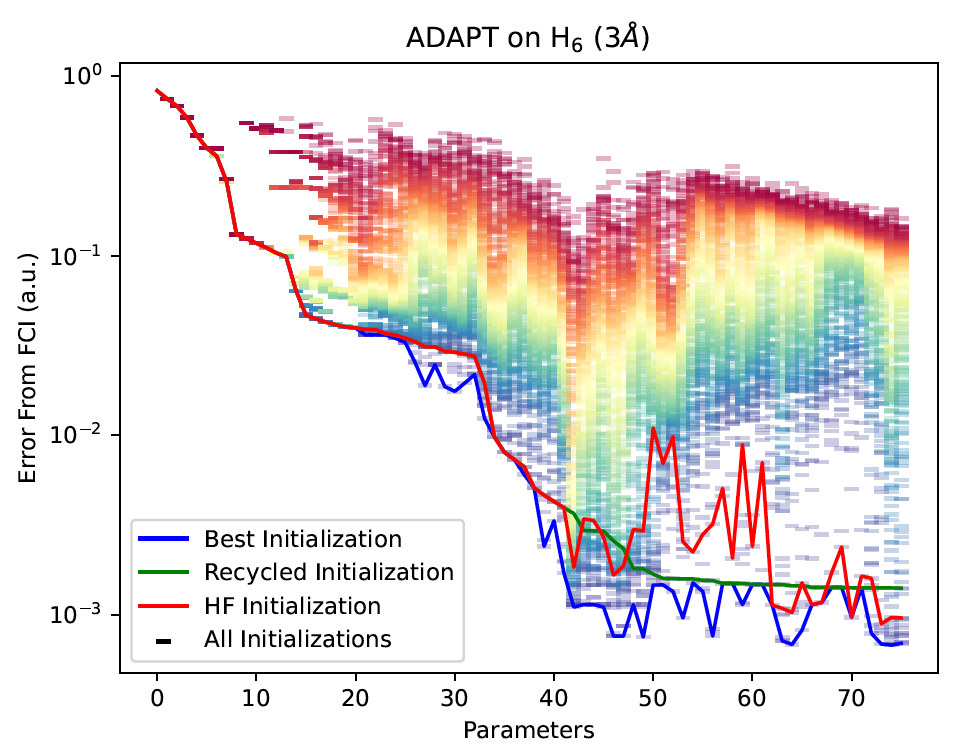 ADAPT on H₆ (3Å)
Error From FCI (a.u.)
10⁰
10⁻¹
10⁻²
10⁻³
Best Initialization
Recycled Initialization
HF Initialization
All Initializations
0 10 20 30 40 50 60 70
Parameters